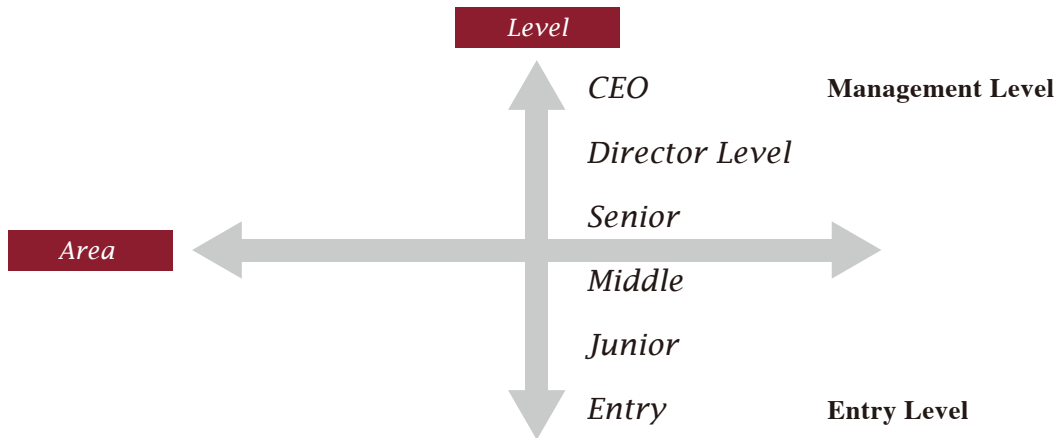 Level
CEO Management Level
Director Level
Senior
Area
Middle
Junior
Entry Entry Level